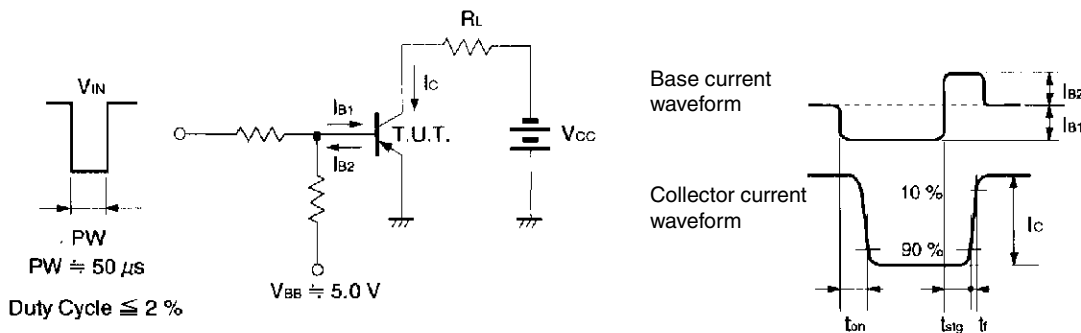 VIN
PW
PW ≒ 50 μs
Duty Cycle ≦ 2 %
IB1
IB2
VBB ≒ 5.0 V
RL
IC
T.U.T.
VCC
Base current
waveform
IB2
IB1
Collector current
waveform
10 %
90 %
IC
ton
tstg
tf